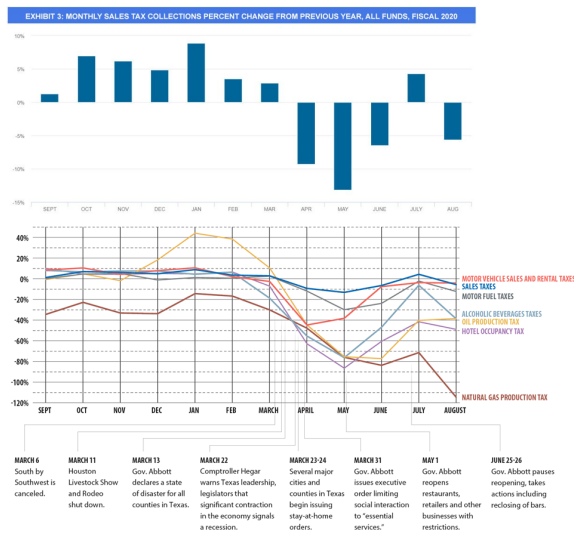 EXHIBIT 3: MONTHLY SALES TAX COLLECTIONS PERCENT CHANGE FROM PREVIOUS YEAR, ALL FUNDS, FISCAL 2020
10%
5%
0%
-5%
-10%
-15%
SEPT OCT NOV DEC JAN FEB MAR APR MAY JUNE JULY AUG
40%
20%
0%
-20%
-40%
-60%
-80%
-100%
-120%
MOTOR VEHICLE SALES AND RENTAL TAXES
SALES TAXES
MOTOR FUEL TAXES
ALCOHOLIC BEVERAGES TAXES
OIL PRODUCTION TAX
HOTEL OCCUPANCY TAX
NATURAL GAS PRODUCTION TAX
SEPT OCT NOV DEC JAN FEB MARCH APRIL MAY JUNE JULY AUGUST
MARCH 6
South by
Southwest is
canceled.
MARCH 11
Houston
Livestock Show
and Rodeo
shut down.
MARCH 13
Gov. Abbott
declares a state
of disaster for all
counties in Texas.
MARCH 22
Comptroller Hegar
warns Texas leadership,
legislators that
significant contraction
in the economy signals
a recession.
MARCH 23-24
Several major
cities and
counties in Texas
begin issuing
stay-at-home
orders.
MARCH 31
Gov. Abbott
issues executive
order limiting
social interaction
to “essential
services.”
MAY 1
Gov. Abbott
reopens
restaurants,
retailers and other
businesses with
restrictions.
JUNE 25-26
Gov. Abbott pauses
reopening, takes
actions including
reclosing of bars.